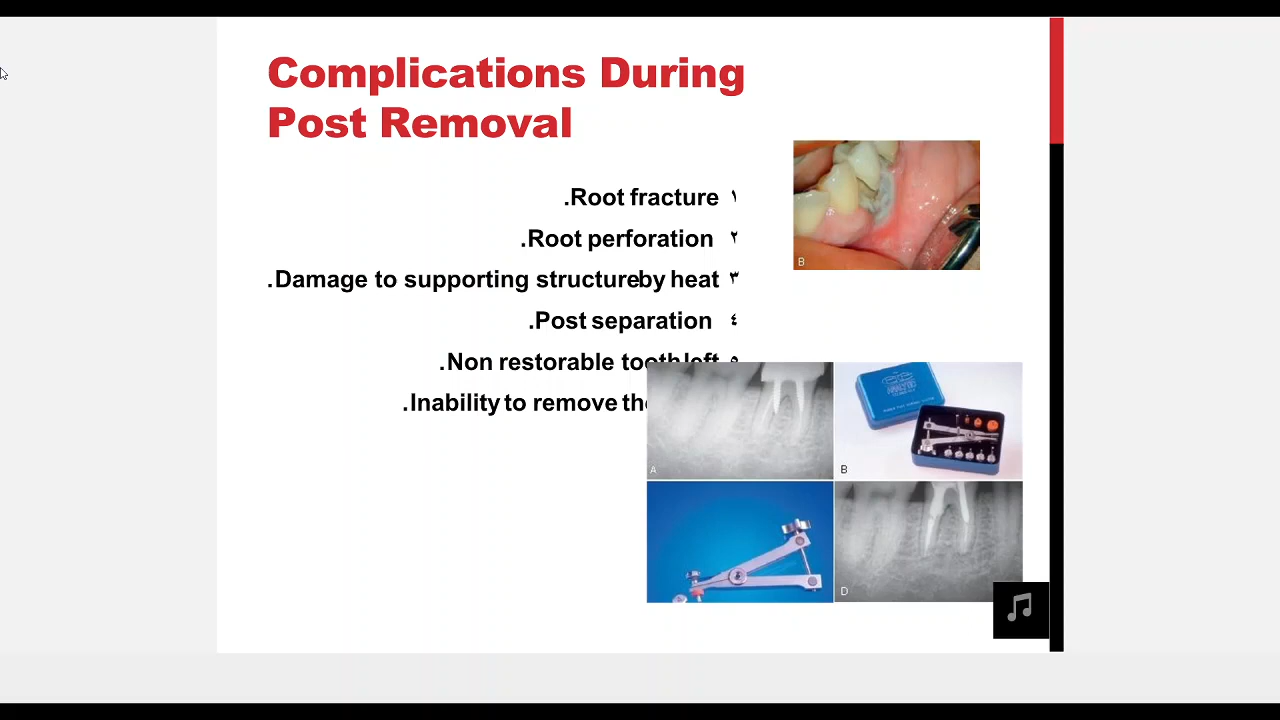 Complications During
Post Removal
١ Root fracture.
٢ Root perforation.
٣ Damage to supporting structureby heat.
٤ Post separation.
٥ Non restorable tooth left.
Inability to remove the
B
A
B
D